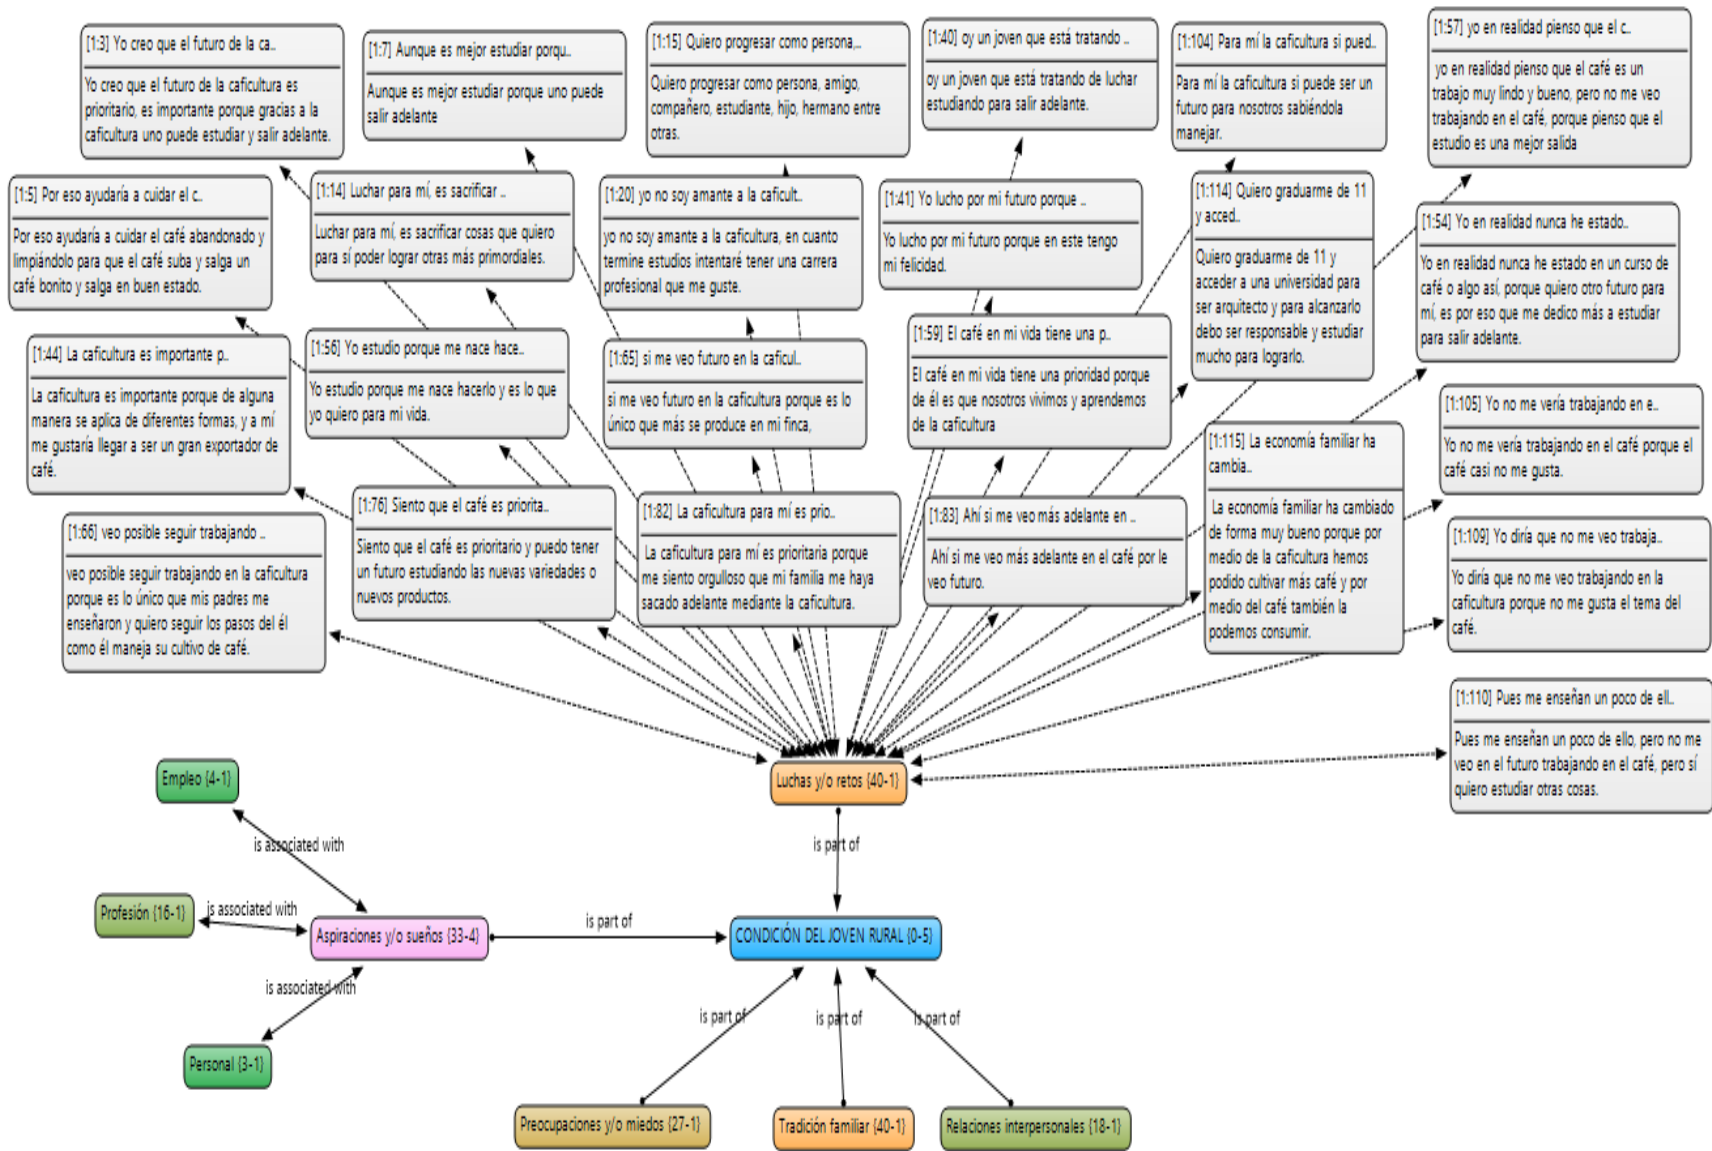 [1:3] Yo creo que el futuro de la ca..
Yo creo que el futuro de la caficultura es
prioritario, es importante porque gracias a la
caficultura uno puede estudiar y salir adelante.
[1:7] Aunque es mejor estudiar porqu..
Aunque es mejor estudiar porque uno puede
salir adelante
[1:15] Quiero progresar como persona,..
Quiero progresar como persona, amigo,
compañero, estudiante, hijo, hermano entre
otras.
[1:40] oy un joven que está tratando ..
oy un joven que está tratando de luchar
estudiando para salir adelante.
[1:104] Para mí la caficultura si pued..
Para mí la caficultura si puede ser un
futuro para nosotros sabiéndola
manejar.
[1:57] yo en realidad pienso que el c..
yo en realidad pienso que el café es un
trabajo muy lindo y bueno, pero no me veo
trabajando en el café, porque pienso que el
estudio es una mejor salida
[1:5] Por eso ayudaría a cuidar el c..
Por eso ayudaría a cuidar el café abandonado y
limpiándolo para que el café suba y salga un
café bonito y salga en buen estado.
[1:14] Luchar para mí, es sacrificar ..
Luchar para mí, es sacrificar cosas que quiero
para sí poder lograr otras más primordiales.
[1:20] yo no soy amante a la caficult..
yo no soy amante a la caficultura, en cuanto
termine estudios intentaré tener una carrera
profesional que me guste.
[1:41] Yo lucho por mi futuro porque ..
Yo lucho por mi futuro porque en este tengo
mi felicidad.
[1:114] Quiero graduarme de 11
y acced..
Quiero graduarme de 11 y
acceder a una universidad para
ser arquitecto y para alcanzarlo
debo ser responsable y estudiar
mucho para lograrlo.
[1:54] Yo en realidad nunca he estado..
Yo en realidad nunca he estado en un curso de
café o algo así, porque quiero otro futuro para
mí, es por eso que me dedico más a estudiar
para salir adelante.
[1:44] La caficultura es importante p..
La caficultura es importante porque de alguna
manera se aplica de diferentes formas, y a mí
me gustaría llegar a ser un gran exportador de
café.
[1:56] Yo estudio porque me nace hace..
Yo estudio porque me nace hacerlo y es lo que
yo quiero para mi vida.
[1:65] si me veo futuro en la caficul..
si me veo futuro en la caficultura porque es lo
único que más se produce en mi finca,
[1:59] El café en mi vida tiene una p..
El café en mi vida tiene una prioridad porque
de él es que nosotros vivimos y aprendemos
de la caficultura
[1:115] La economía familiar ha
cambia..
La economía familiar ha cambiado
de forma muy bueno porque por
medio de la caficultura hemos
podido cultivar más café y por
medio del café también la
podemos consumir.
[1:105] Yo no me vería trabajando en e..
Yo no me vería trabajando en el café porque el
café casi no me gusta.
[1:66] veo posible seguir trabajando ..
veo posible seguir trabajando en la caficultura
porque es lo único que mis padres me
enseñaron y quiero seguir los pasos del él
como él maneja su cultivo de café.
[1:76] Siento que el café es priorita..
Siento que el café es prioritario y puedo tener
un futuro estudiando las nuevas variedades o
nuevos productos.
[1:82] La caficultura para mí es prio..
La caficultura para mí es prioritaria porque
me siento orgulloso que mi familia me haya
sacado adelante mediante la caficultura.
[1:83] Ahí si me veo más adelante en ..
Ahí si me veo más adelante en el café por le
veo futuro.
[1:109] Yo diría que no me veo trabaja..
Yo diría que no me veo trabajando en la
caficultura porque no me gusta el tema del
café.
[1:110] Pues me enseñan un poco de ell..
Pues me enseñan un poco de ello, pero no me
veo en el futuro trabajando en el café, pero sí
quiero estudiar otras cosas.
Empleo {4-1}
Luchas y/o retos {40-1}
is associated with
is part of
Profesión {16-1}
is associated with
Aspiraciones y/o sueños {33-4}
is part of
CONDICIÓN DEL JOVEN RURAL {0-5}
is associated with
Personal {3-1}
is part of
is part of
is part of
Preocupaciones y/o miedos {27-1}
Tradición familiar {40-1}
Relaciones interpersonales {18-1}